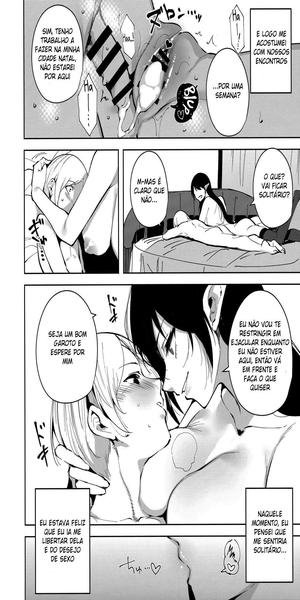 E LOGO ME
ACOSTUMEI
COM NOSSOS
ENCONTROS
SIM, TENHO
TRABALHO A
FAZER NA MINHA
CIDADE NATAL,
NÃO ESTAREI
POR AQUI
...POR UMA
SEMANA?
O QUE?
VAI FICAR
SOLITÁRIO?
M-MAS É
CLARO QUE
NÃO...
EU NÃO VOU TE
RESTRINGIR EM
EJACULAR ENQUANTO
EU NÃO ESTIVER
AQUI, ENTÃO VÁ
EM FRENTE E
FAÇA O QUE
QUISER
SEJA UM BOM
GAROTO E
ESPERE POR
MIM
NAQUELE
MOMENTO, EU
PENSEI QUE
ME SENTIRIA
SOLITÁRIO...
EU ESTAVA FELIZ
QUE EU IA ME
LIBERTAR DELA
E DO DESEJO
DE SEXO